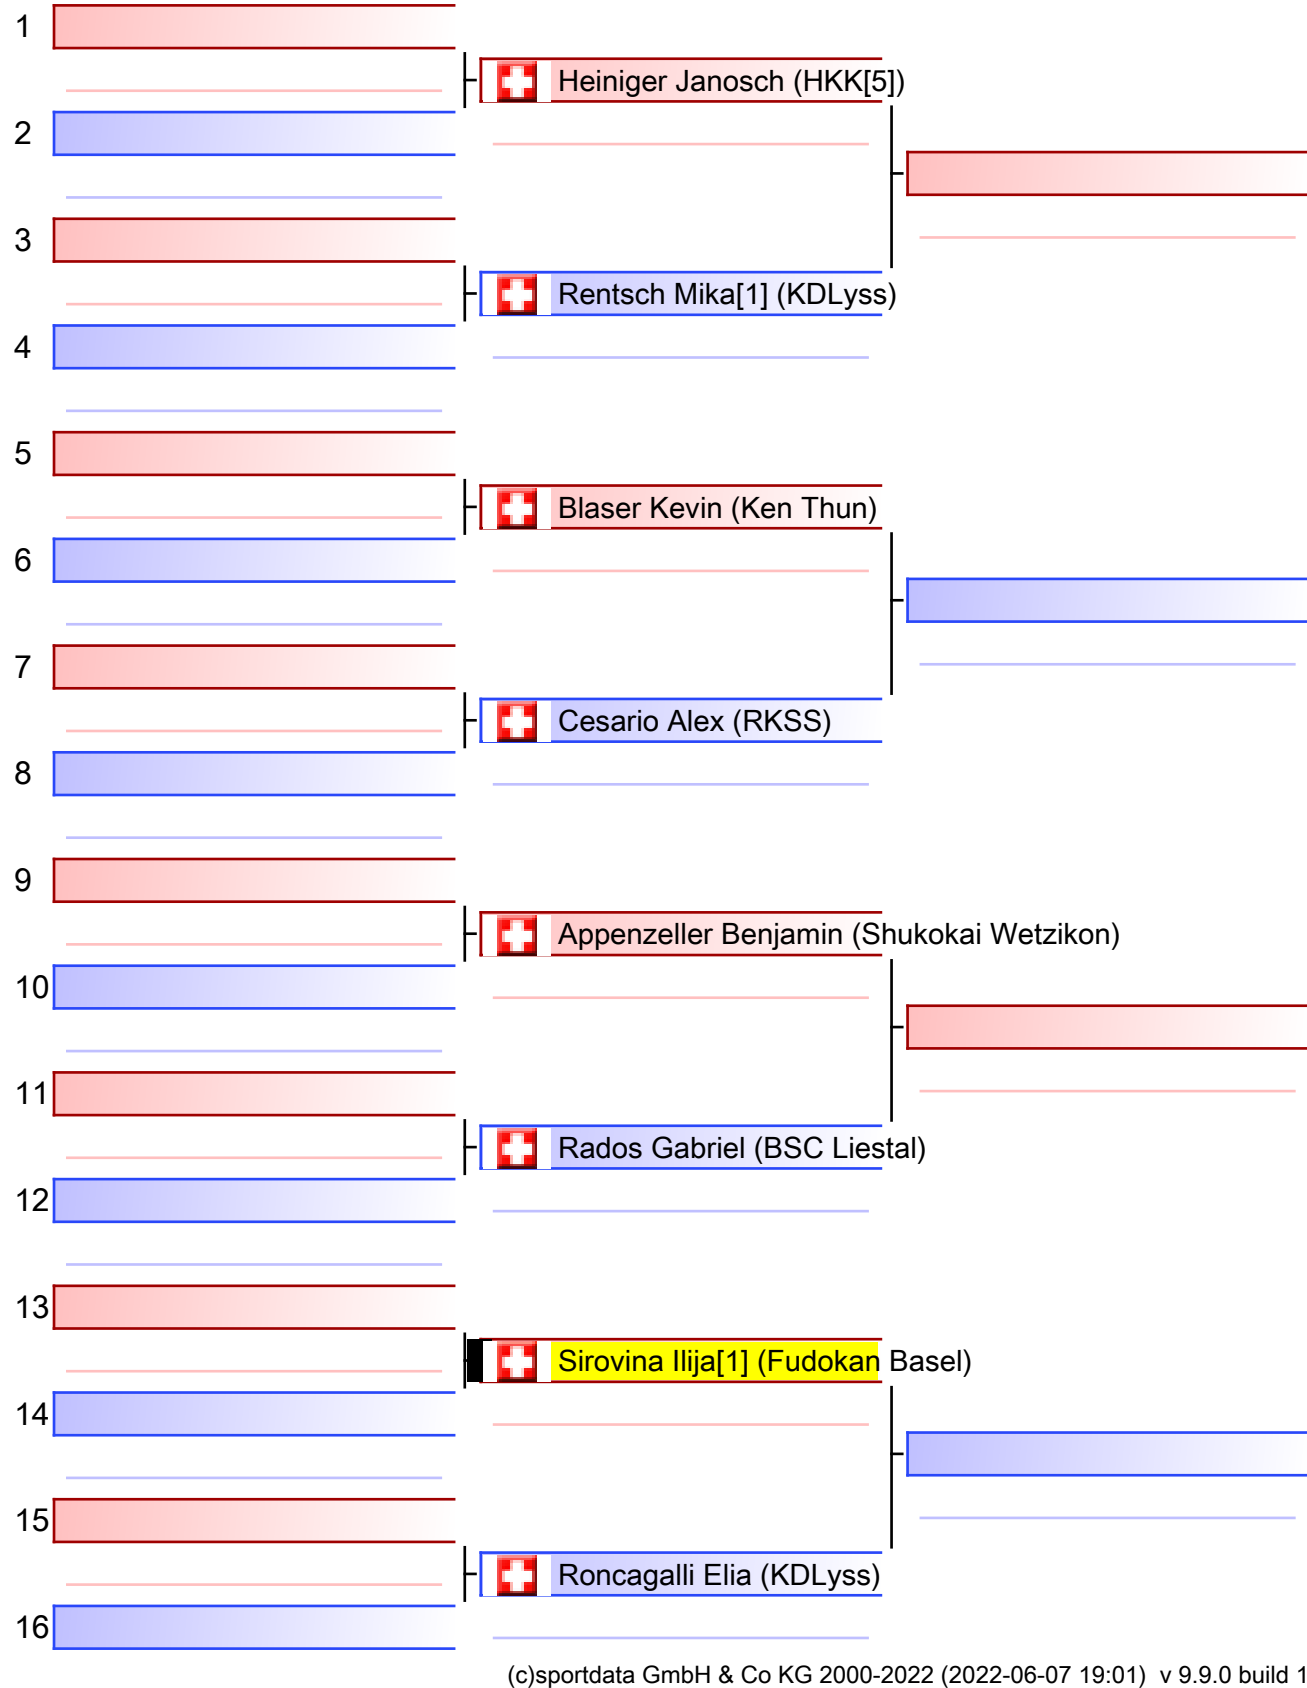 1
Heiniger Janosch (HKK[5])
2
3
Rentsch Mika[1] (KDLyss)
4
5
Blaser Kevin (Ken Thun)
6
7
Cesario Alex (RKSS)
8
9
Appenzeller Benjamin (Shukokai Wetzikon)
10
11
Rados Gabriel (BSC Liestal)
12
13
Sirovina Ilija[1] (Fudokan Basel)
14
15
Roncagalli Elia (KDLyss)
16
(c)sportdata GmbH & Co KG 2000-2022 (2022-06-07 19:01) v 9.9.0 build 1